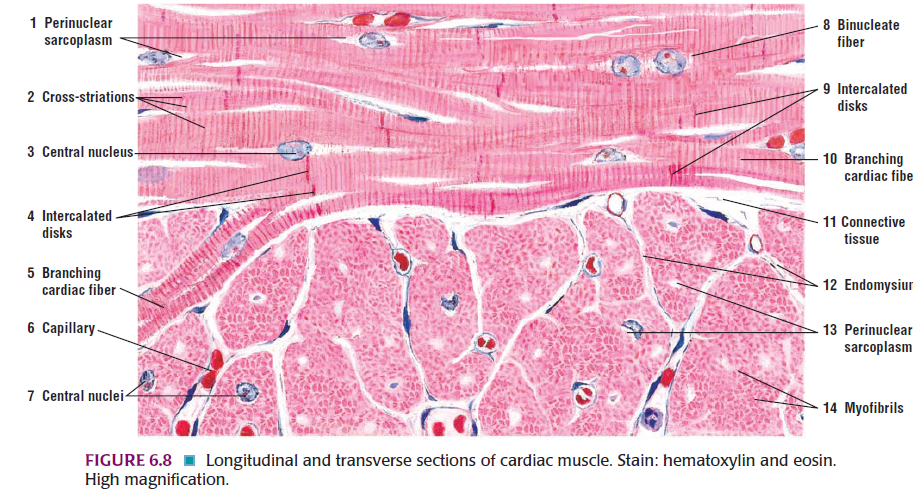 1 Perinuclear
sarcoplasm
2 Cross-striations
3 Central nucleus
4 Intercalated
disks
5 Branching
cardiac fiber
6 Capillary
7 Central nuclei
8 Binucleate
fiber
9 Intercalated
disks
10 Branching
cardiac fibe
11 Connective
tissue
12 Endomysiur
13 Perinuclear
sarcoplasm
14 Myofibrils
FIGURE 6.8 ■ Longitudinal and transverse sections of cardiac muscle. Stain: hematoxylin and eosin.
High magnification.